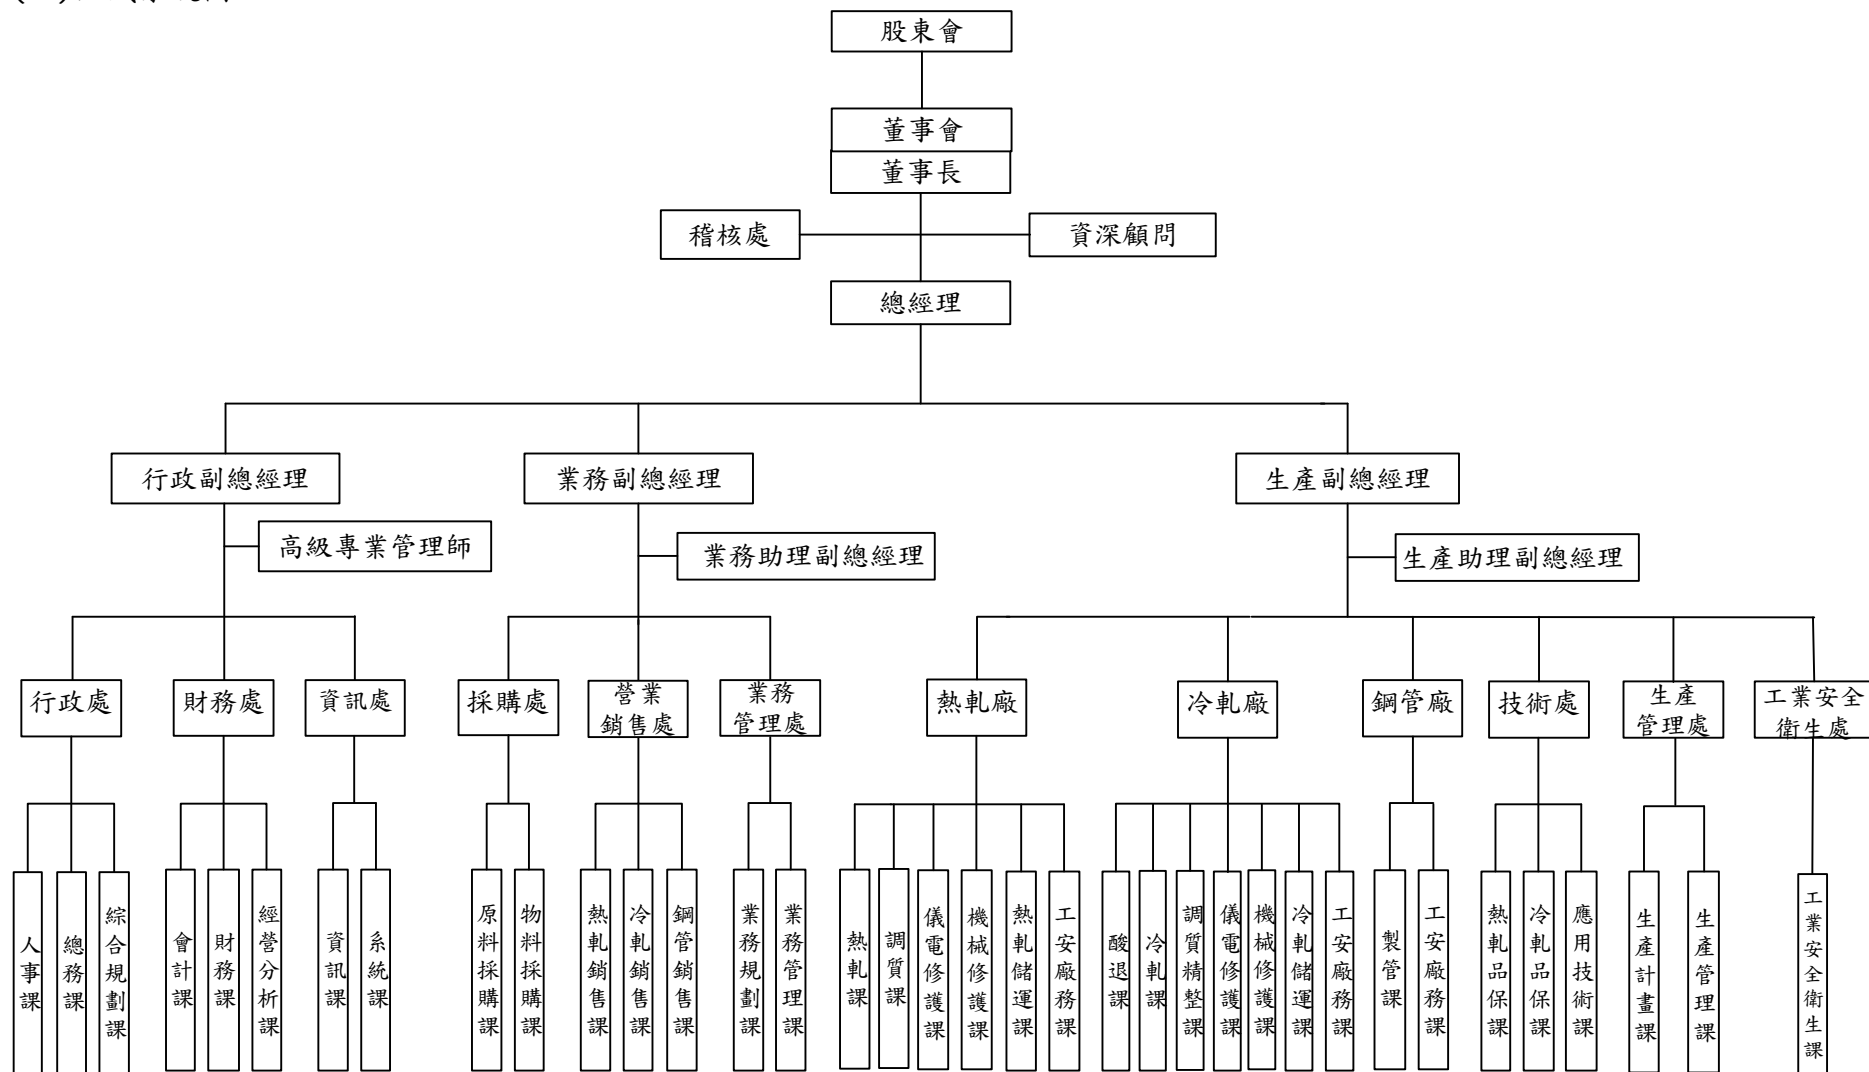 股東會
董事會
董事長
稽核處
資深顧問
總經理
行政副總經理
業務副總經理
生產副總經理
高級專業管理師
業務助理副總經理
生產助理副總經理
行政處
財務處
資訊處
採購處
營業
銷售處
業務
管理處
熱軋廠
冷軋廠
鋼管廠
技術處
生產
管理處
工業安全
衛生處
人事課
總務課
綜合規劃課
會計課
財務課
經營分析課
資訊課
系統課
原料採購課
物料採購課
熱軋銷售課
冷軋銷售課
鋼管銷售課
業務規劃課
業務管理課
熱軋課
調質課
儀電修護課
機械修護課
熱軋儲運課
工安廠務課
酸退課
冷軋課
調質精整課
儀電修護課
機械修護課
冷軋儲運課
工安廠務課
製管課
工安廠務課
熱軋品保課
冷軋品保課
應用技術課
生產計畫課
生產管理課
工業安全衛生課